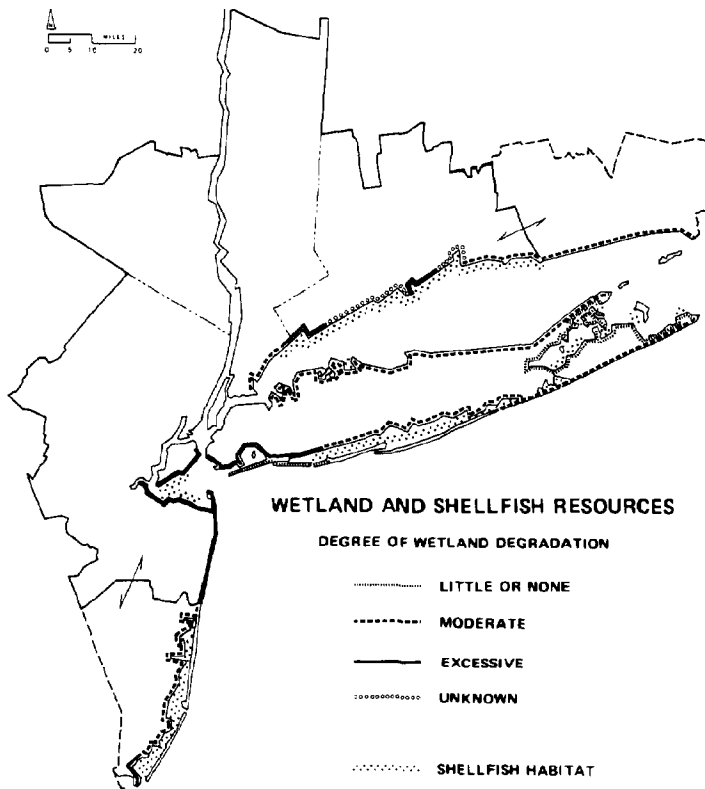 N
MILES
0 5 10 20
WETLAND AND SHELLFISH RESOURCES
DEGREE OF WETLAND DEGRADATION
LITTLE OR NONE
MODERATE
EXCESSIVE
UNKNOWN
SHELLFISH HABITAT